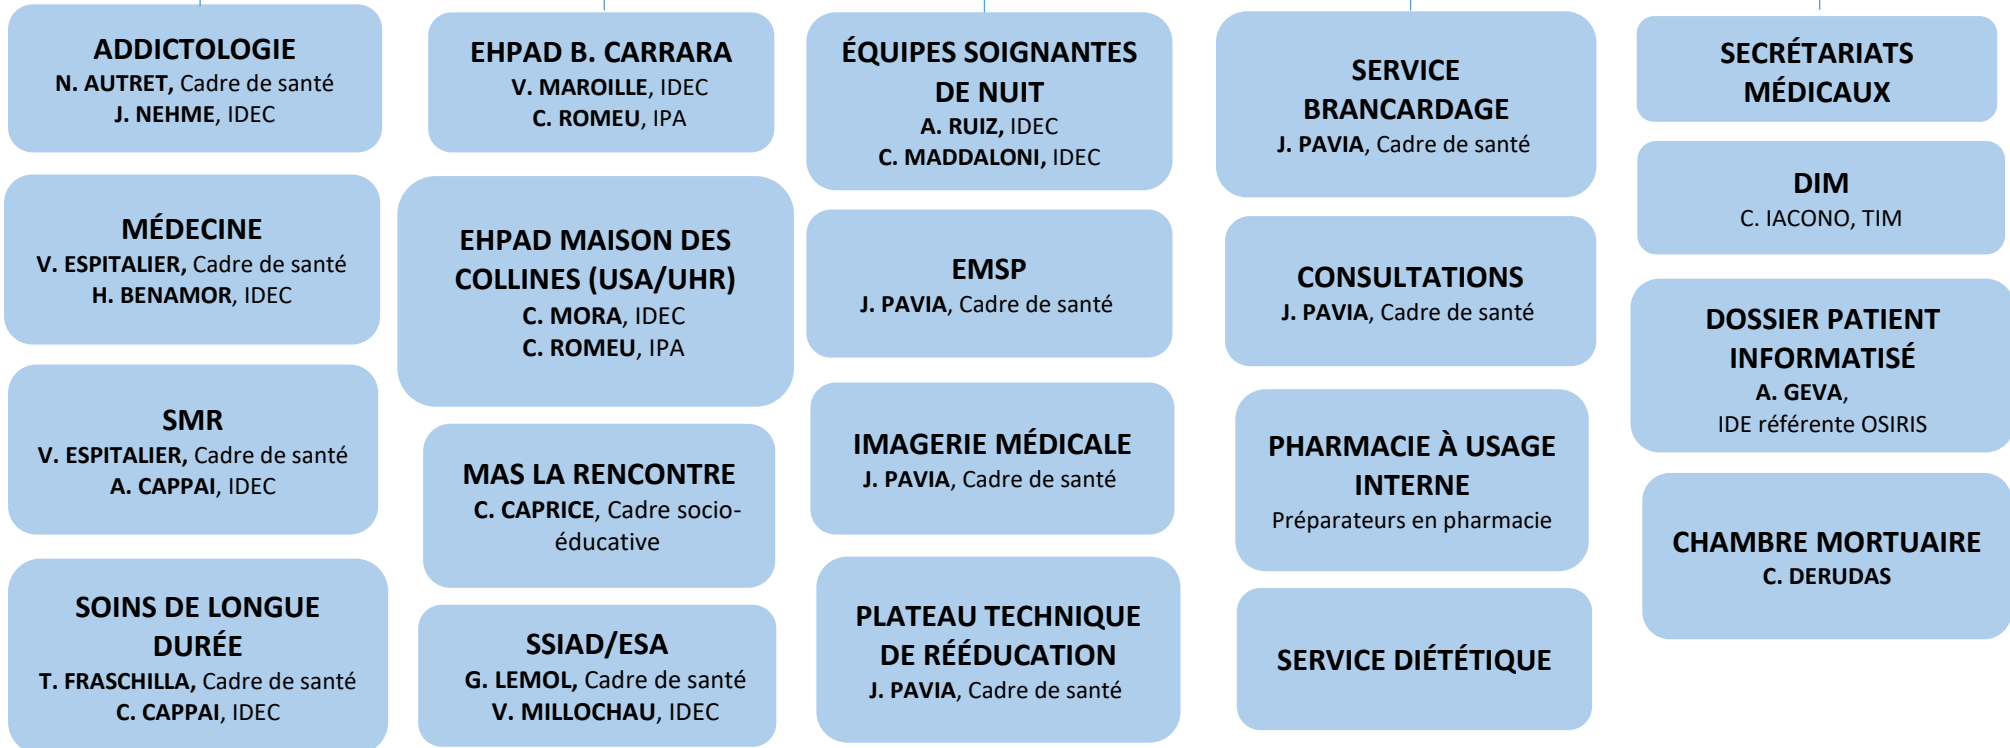 ADDICTOLOGIE
N. AUTRET, Cadre de santé
J. NEHME, IDEC
MÉDECINE
V. ESPITALIER, Cadre de santé
H. BENAMOR, IDEC
SMR
V. ESPITALIER, Cadre de santé
A. CAPPAI, IDEC
SOINS DE LONGUE
DURÉE
T. FRASCHILLA, Cadre de santé
C. CAPPAI, IDEC
EHPAD B. CARRARA
V. MAROILLE, IDEC
C. ROMEU, IPA
EHPAD MAISON DES
COLLINES (USA/UHR)
C. MORA, IDEC
C. ROMEU, IPA
MAS LA RENCONTRE
C. CAPRICE, Cadre socio-
éducative
SSIAD/ESA
G. LEMOL, Cadre de santé
V. MILLOCHAU, IDEC
ÉQUIPES SOIGNANTES
DE NUIT
A. RUIZ, IDEC
C. MADDALONI, IDEC
EMSP
J. PAVIA, Cadre de santé
IMAGERIE MÉDICALE
J. PAVIA, Cadre de santé
PLATEAU TECHNIQUE
DE RÉÉDUCATION
J. PAVIA, Cadre de santé
SERVICE
BRANCARDAGE
J. PAVIA, Cadre de santé
CONSULTATIONS
J. PAVIA, Cadre de santé
PHARMACIE À USAGE
INTERNE
Préparateurs en pharmacie
SERVICE DIÉTÉTIQUE
SECRÉTARIATS
MÉDICAUX
DIM
C. IACONO, TIM
DOSSIER PATIENT
INFORMATISÉ
A. GEVA,
IDE référente OSIRIS
CHAMBRE MORTUAIRE
C. DERUDAS